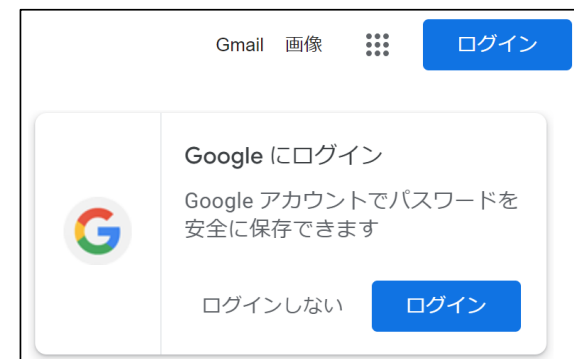 Gmail 画像 ログイン
Google にログイン
Google アカウントでパスワードを
安全に保存できます
ログインしない ログイン